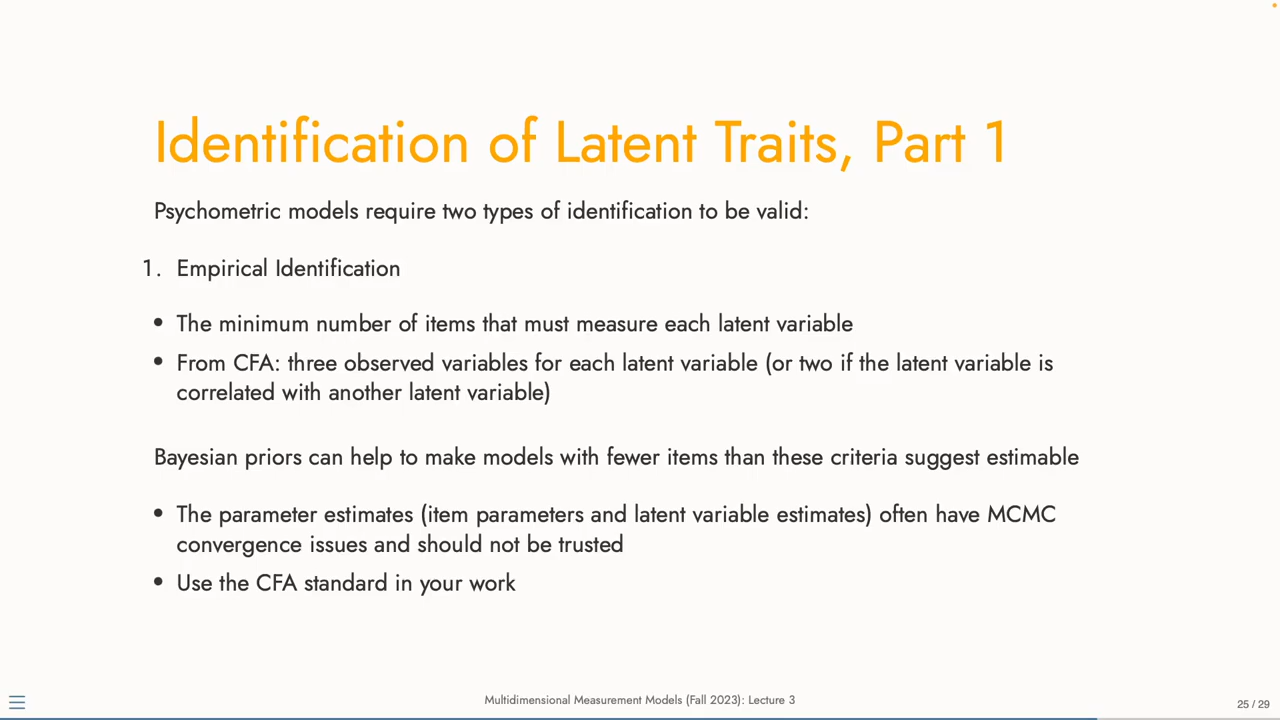 Identification of Latent Traits, Part 1
Psychometric models require two types of identification to be valid:
1. Empirical Identification
• The minimum number of items that must measure each latent variable
• From CFA: three observed variables for each latent variable (or two if the latent variable is
correlated with another latent variable)
Bayesian priors can help to make models with fewer items than these criteria suggest estimable
• The parameter estimates (item parameters and latent variable estimates) often have MCMC
convergence issues and should not be trusted
• Use the CFA standard in your work
Multidimensional Measurement Models (Fall 2023): Lecture 3
25 / 29